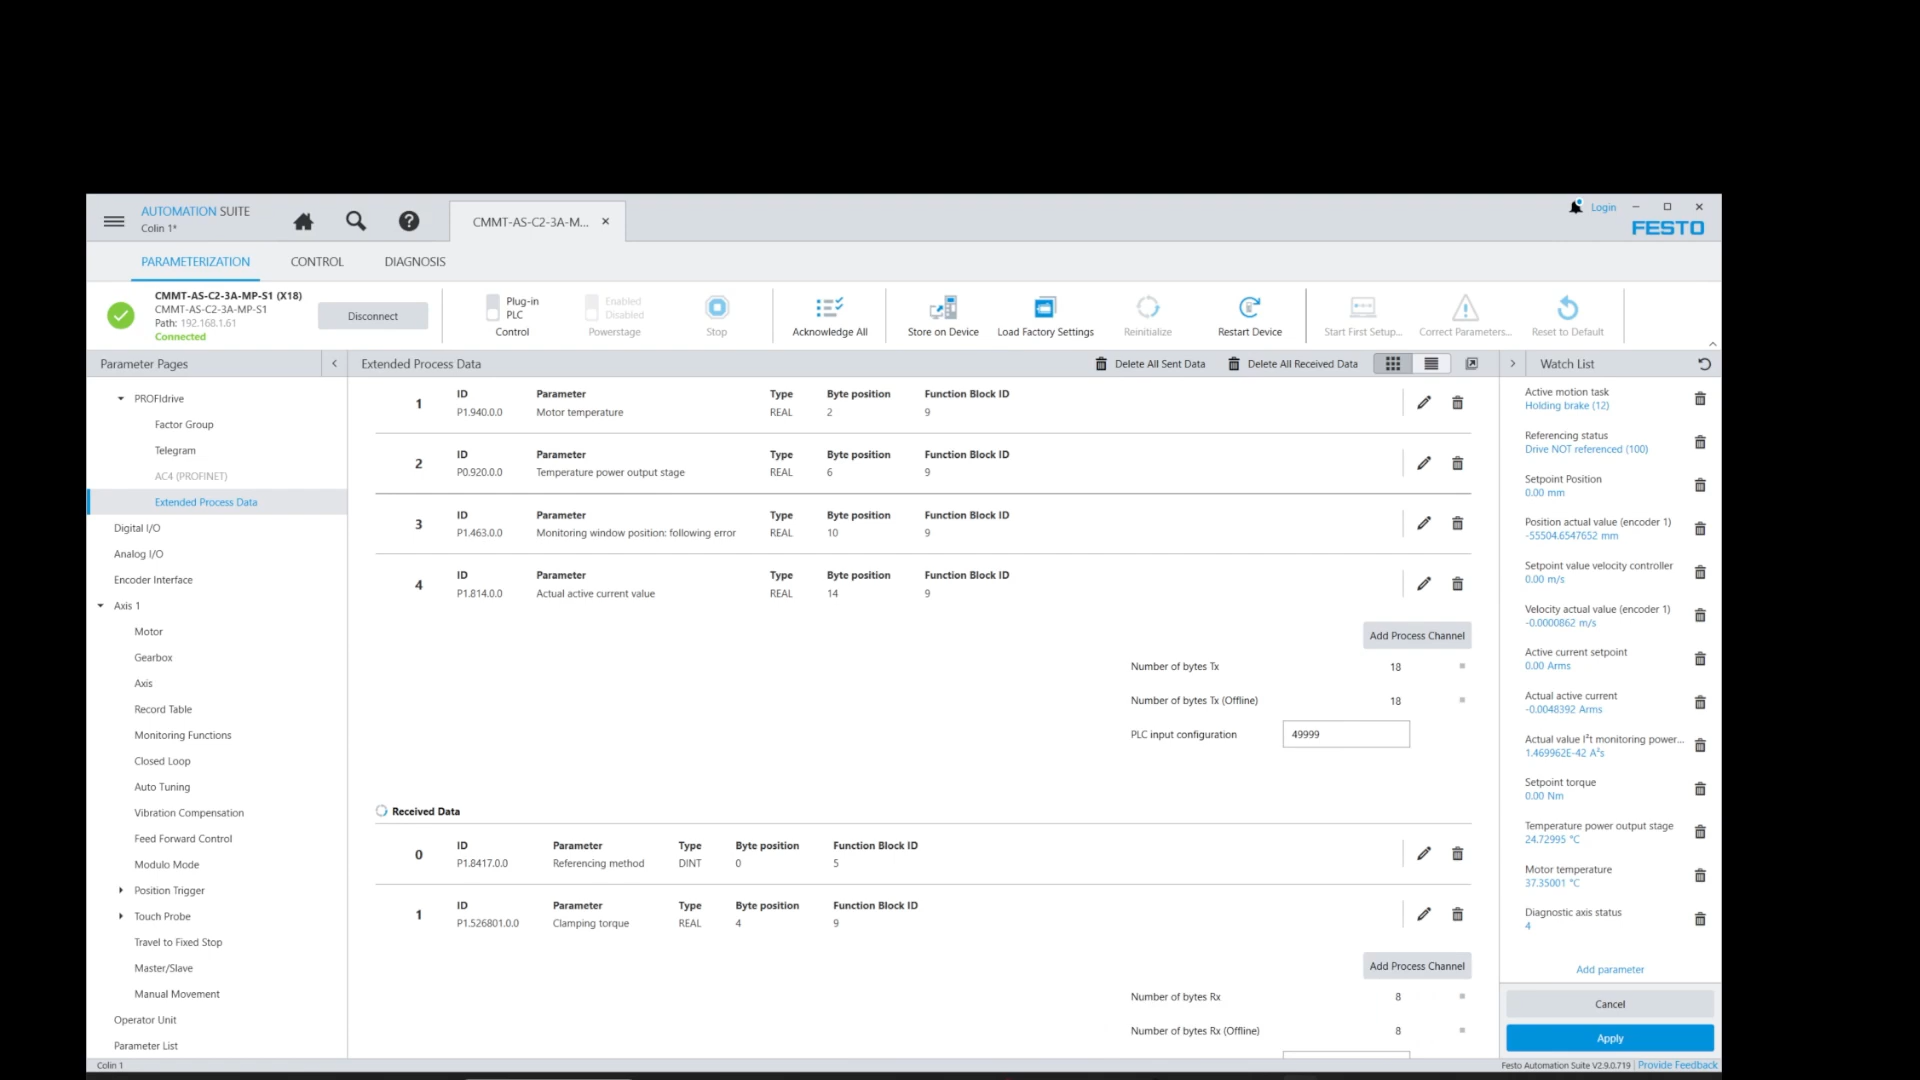 AUTOMATION SUITE
Colin 1*
CMMT-AS-C2-3A-M...
Login
FESTO
PARAMETERIZATION
CONTROL
DIAGNOSIS
CMMT-AS-C2-3A-MP-S1 (X18)
CMMT-AS-C2-3A-MP-S1
Path: 192.168.1.61
Connected
Disconnect
Plug-in
PLC
Control
Enabled
Disabled
Powerstage
Stop
Acknowledge All
Store on Device
Load Factory Settings
Reinitialize
Restart Device
Start First Setup...
Correct Parameters...
Reset to Default
Parameter Pages
PROFIdrive
Factor Group
Telegram
AC4 (PROFINET)
Extended Process Data
Digital I/O
Analog I/O
Encoder Interface
Axis 1
Motor
Gearbox
Axis
Record Table
Monitoring Functions
Closed Loop
Auto Tuning
Vibration Compensation
Feed Forward Control
Modulo Mode
Position Trigger
Touch Probe
Travel to Fixed Stop
Master/Slave
Manual Movement
Operator Unit
Parameter List
Extended Process Data
Delete All Sent Data
Delete All Received Data
ID Parameter Type Byte position Function Block ID
1 P1.940.0.0 Motor temperature REAL 2 9
ID Parameter Type Byte position Function Block ID
2 P0.920.0.0 Temperature power output stage REAL 6 9
ID Parameter Type Byte position Function Block ID
3 P1.463.0.0 Monitoring window position: following error REAL 10 9
ID Parameter Type Byte position Function Block ID
4 P1.814.0.0 Actual active current value REAL 14 9
Add Process Channel
Number of bytes Tx 18
Number of bytes Tx (Offline) 18
PLC input configuration 49999
Received Data
ID Parameter Type Byte position Function Block ID
0 P1.8417.0.0 Referencing method DINT 0 5
ID Parameter Type Byte position Function Block ID
1 P1.526801.0.0 Clamping torque REAL 4 9
Add Process Channel
Number of bytes Rx 8
Number of bytes Rx (Offline) 8
Watch List
Active motion task
Holding brake (12)
Referencing status
Drive NOT referenced (100)
Setpoint Position
0.00 mm
Position actual value (encoder 1)
-55504.6547652 mm
Setpoint value velocity controller
0.00 m/s
Velocity actual value (encoder 1)
-0.0000862 m/s
Active current setpoint
0.00 Arms
Actual active current
-0.0048392 Arms
Actual value I²t monitoring power...
1.469962E-42 A²s
Setpoint torque
0.00 Nm
Temperature power output stage
24.72995 °C
Motor temperature
37.35001 °C
Diagnostic axis status
4
Add parameter
Cancel
Apply
Colin 1
Festo Automation Suite V2.9.0.719 | Provide Feedback